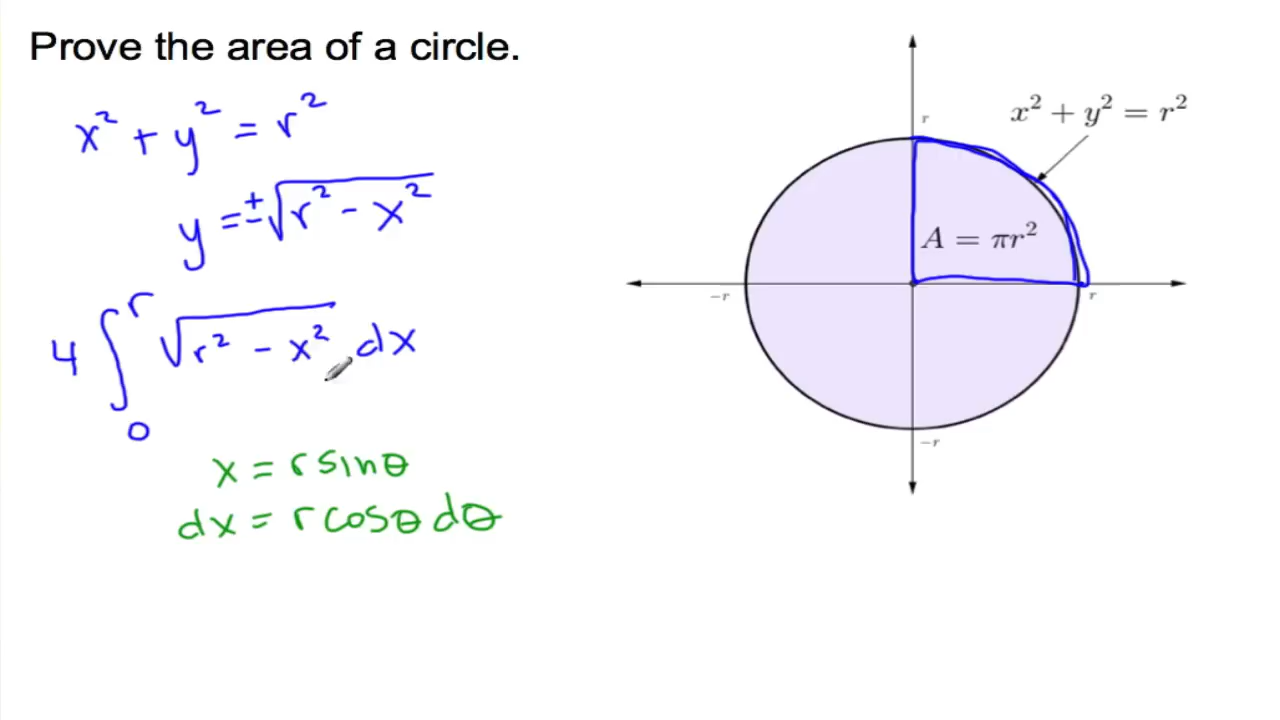 Prove the area of a circle.
x² + y² = r²
y = ±√(r² - x²)
4 ∫₀ʳ √(r² - x²) dx
x = r sinθ
dx = r cosθ dθ
r
x² + y² = r²
A = πr²
-r
r
-r